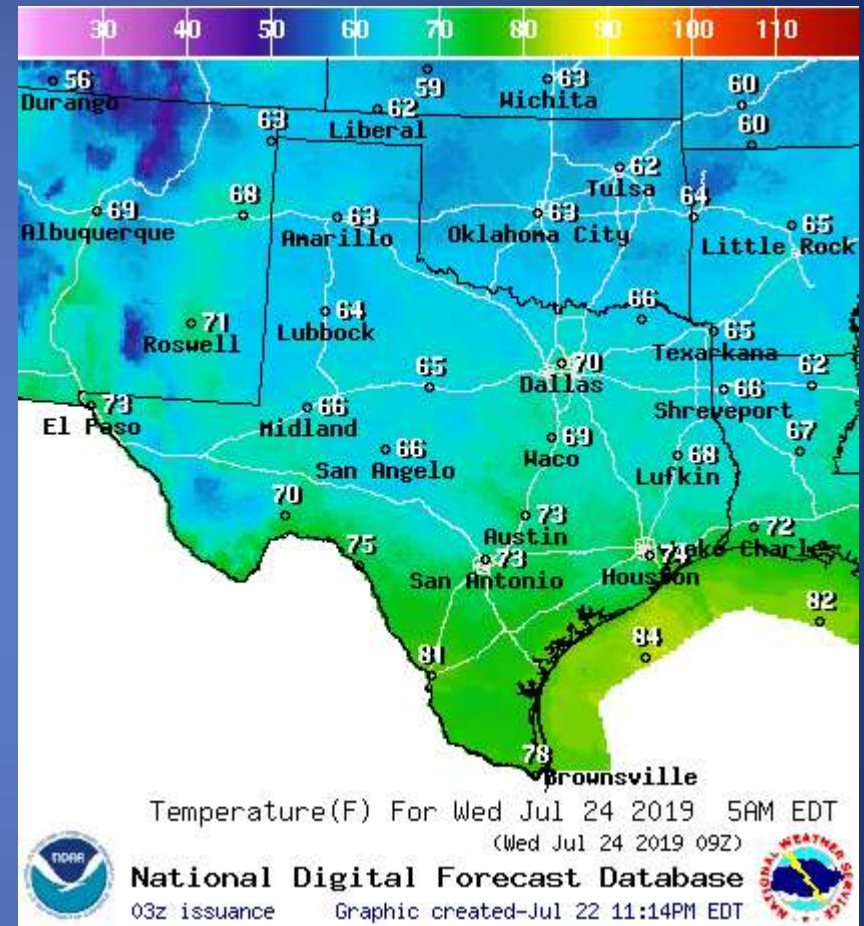 30 40 50 60 70 80 90 100 110
56
Durango
59
63
Wichita
60
62
Liberal
63
60
62
Tulsa
69
Albuquerque
68
63
Amarillo
63
Oklahoma City
64
65
Little Rock
71
Roswell
64
Lubbock
66
65
Texarkana
70
Dallas
65
66
Shreveport
62
73
El Paso
66
Midland
66
San Angelo
69
Waco
68
Lufkin
67
70
73
Austin
72
Lake Charles
75
73
San Antonio
74
Houston
82
84
81
78
Brownsville
Temperature(F) For Wed Jul 24 2019 5AM EDT
(Wed Jul 24 2019 09Z)
National Digital Forecast Database
03z issuance Graphic created-Jul 22 11:14PM EDT
NOAA
NATIONAL WEATHER SERVICE